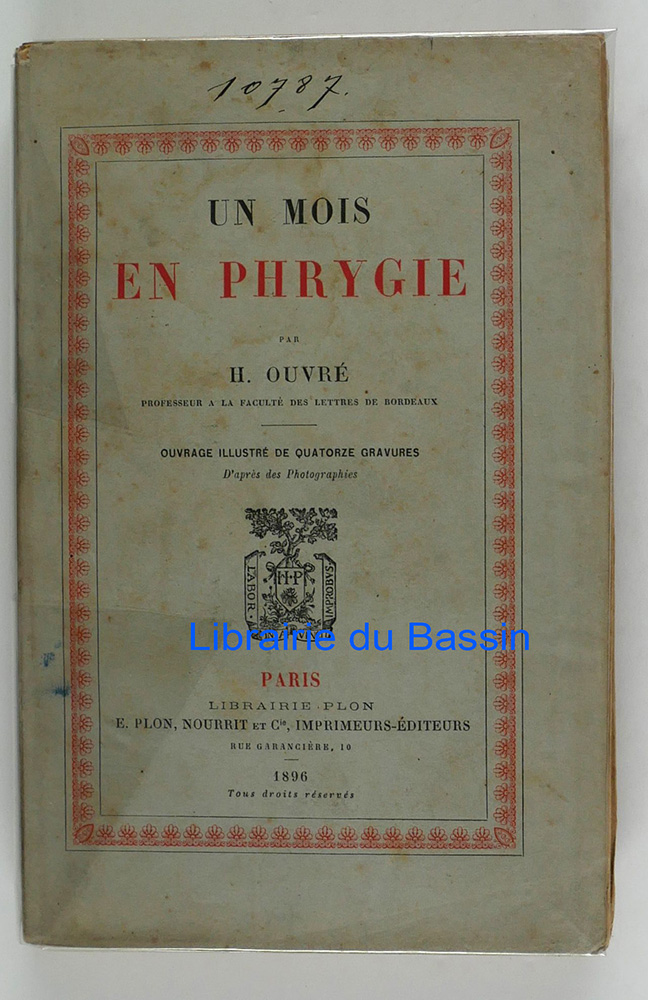 10787.
UN MOIS
EN PHRYGIE
PAR
H. OUVRÉ
PROFESSEUR A LA FACULTÉ DES LETTRES DE BORDEAUX
OUVRAGE ILLUSTRÉ DE QUATORZE GRAVURES
D'après des Photographies
H·P
LABOR
IMPROBVS
Librairie du Bassin
PARIS
LIBRAIRIE PLON
E. PLON, NOURRIT ET Cie, IMPRIMEURS-ÉDITEURS
RUE GARANCIÈRE, 10
1896
Tous droits réservés